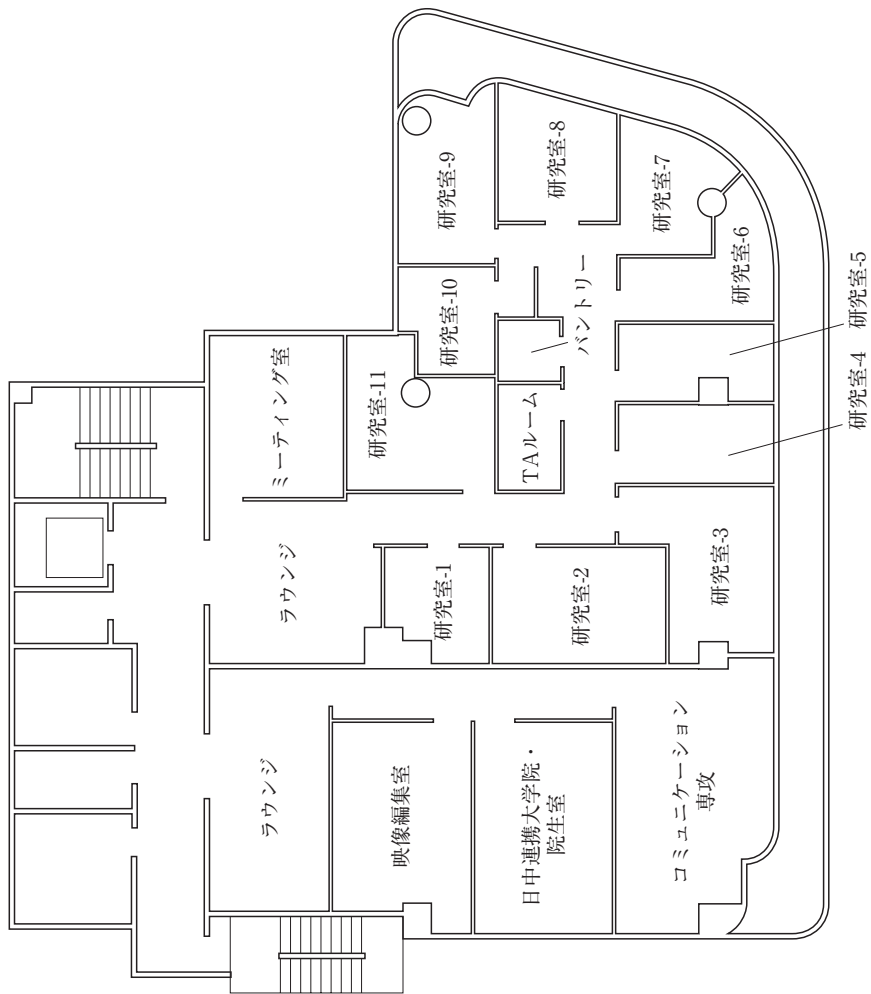 研究室-9
研究室-8
研究室-7
研究室-6
研究室-5
研究室-4
研究室-10
パントリー
ミーティング室
研究室-11
TAルーム
ラウンジ
研究室-1
研究室-2
研究室-3
ラウンジ
映像編集室
日中連携大学院・
院生室
コミュニケーション
専攻